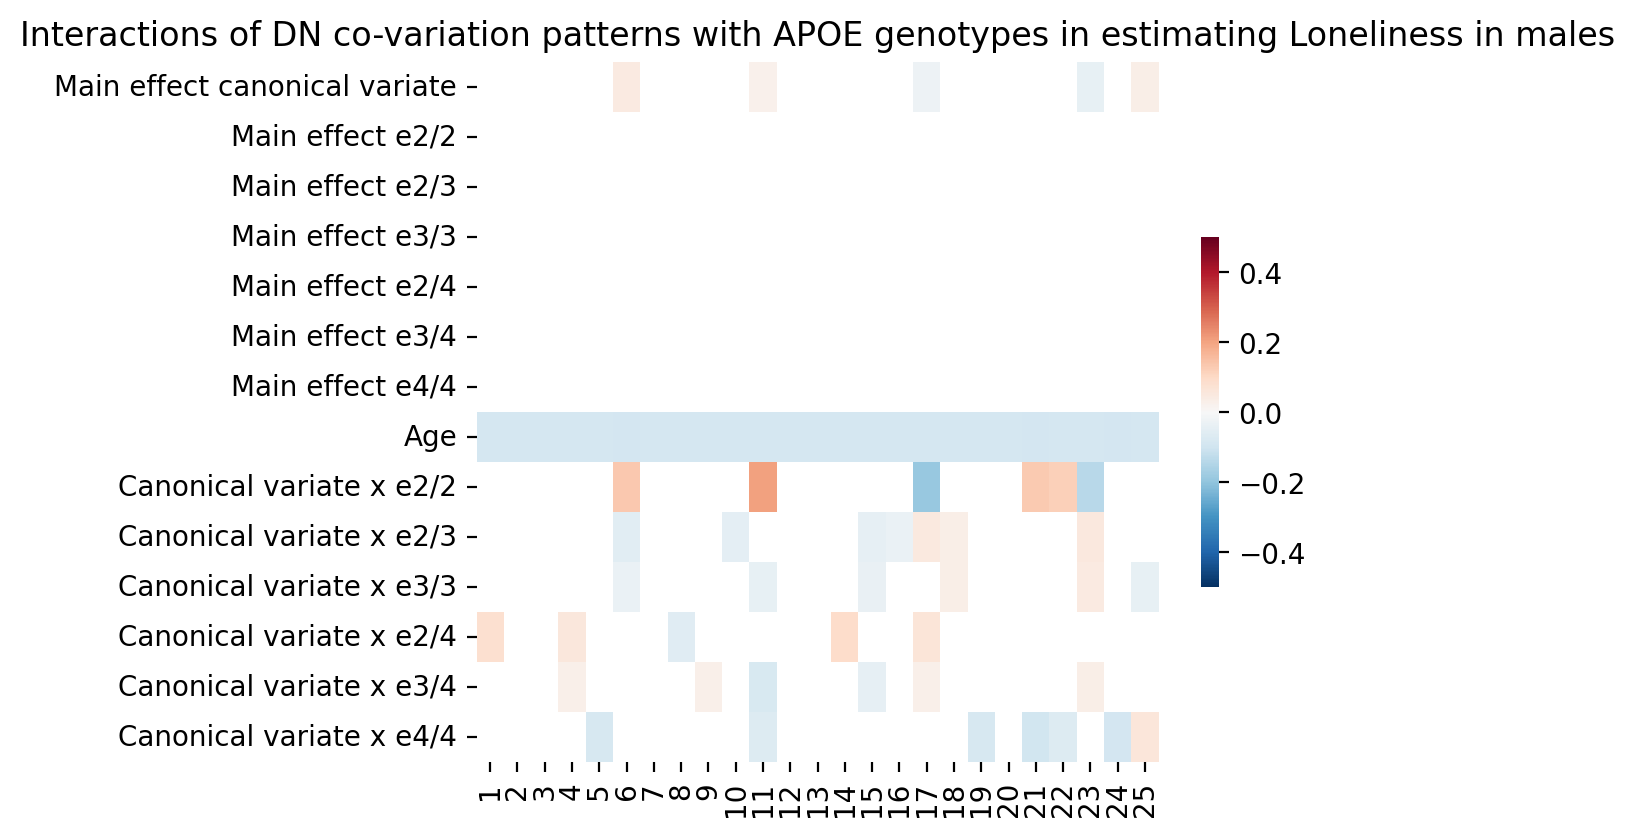 Interactions of DN co-variation patterns with APOE genotypes in estimating Loneliness in males
Main effect canonical variate
Main effect e2/2
Main effect e2/3
Main effect e3/3
Main effect e2/4
Main effect e3/4
Main effect e4/4
Age
Canonical variate x e2/2
Canonical variate x e2/3
Canonical variate x e3/3
Canonical variate x e2/4
Canonical variate x e3/4
Canonical variate x e4/4
1 2 3 4 5 6 7 8 9 10 11 12 13 14 15 16 17 18 19 20 21 22 23 24 25
0.4
0.2
0.0
−0.2
−0.4